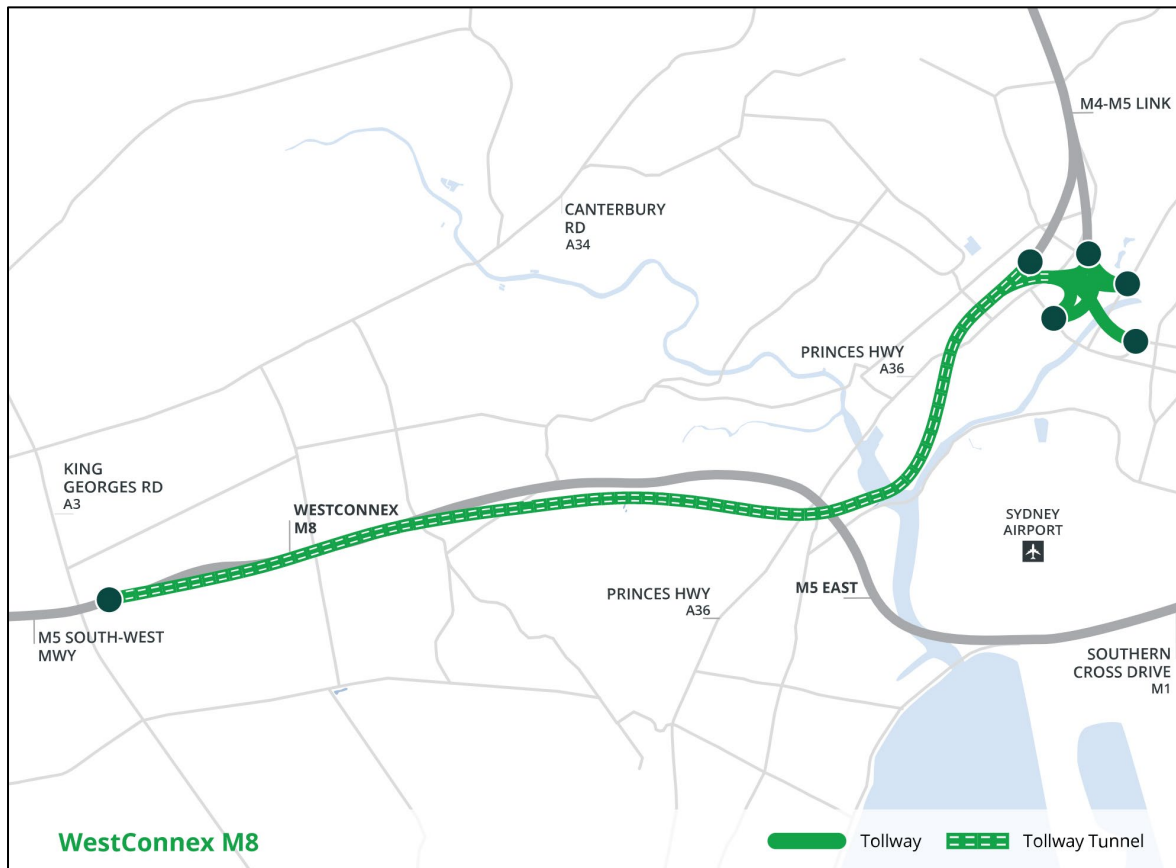 M4-M5 LINK
CANTERBURY
RD
A34
PRINCES HWY
A36
KING
GEORGES RD
A3
WESTCONNEX
M8
SYDNEY
AIRPORT
PRINCES HWY
A36
M5 EAST
M5 SOUTH-WEST
MWY
SOUTHERN
CROSS DRIVE
M1
WestConnex M8
Tollway
Tollway Tunnel